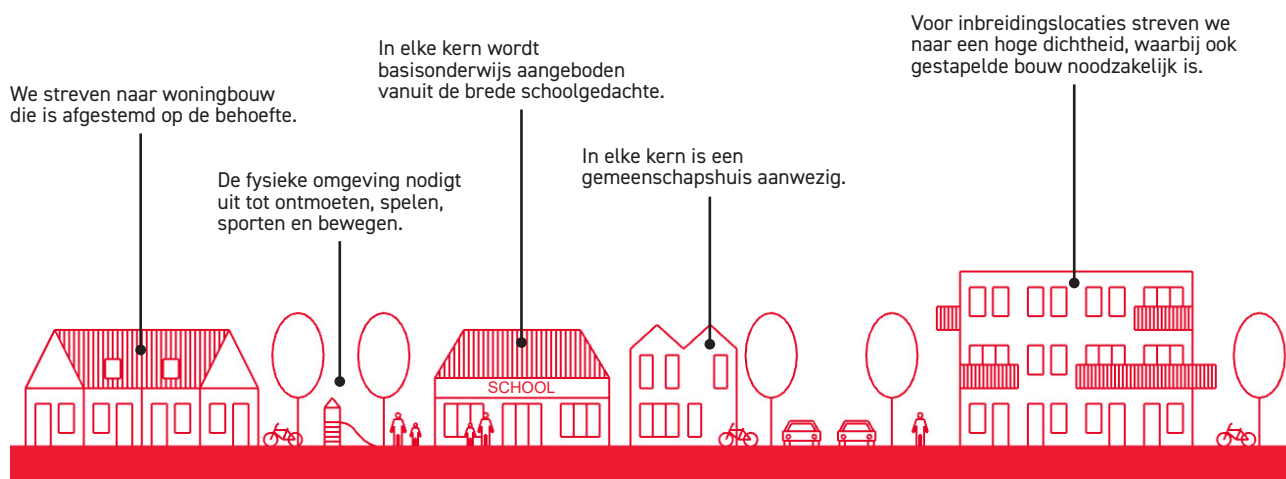 We streven naar woningbouw
die is afgestemd op de behoefte.
De fysieke omgeving nodigt
uit tot ontmoeten, spelen,
sporten en bewegen.
In elke kern wordt
basisonderwijs aangeboden
vanuit de brede schoolgedachte.
In elke kern is een
gemeenschapshuis aanwezig.
Voor inbreidingslocaties streven we
naar een hoge dichtheid, waarbij ook
gestapelde bouw noodzakelijk is.
SCHOOL